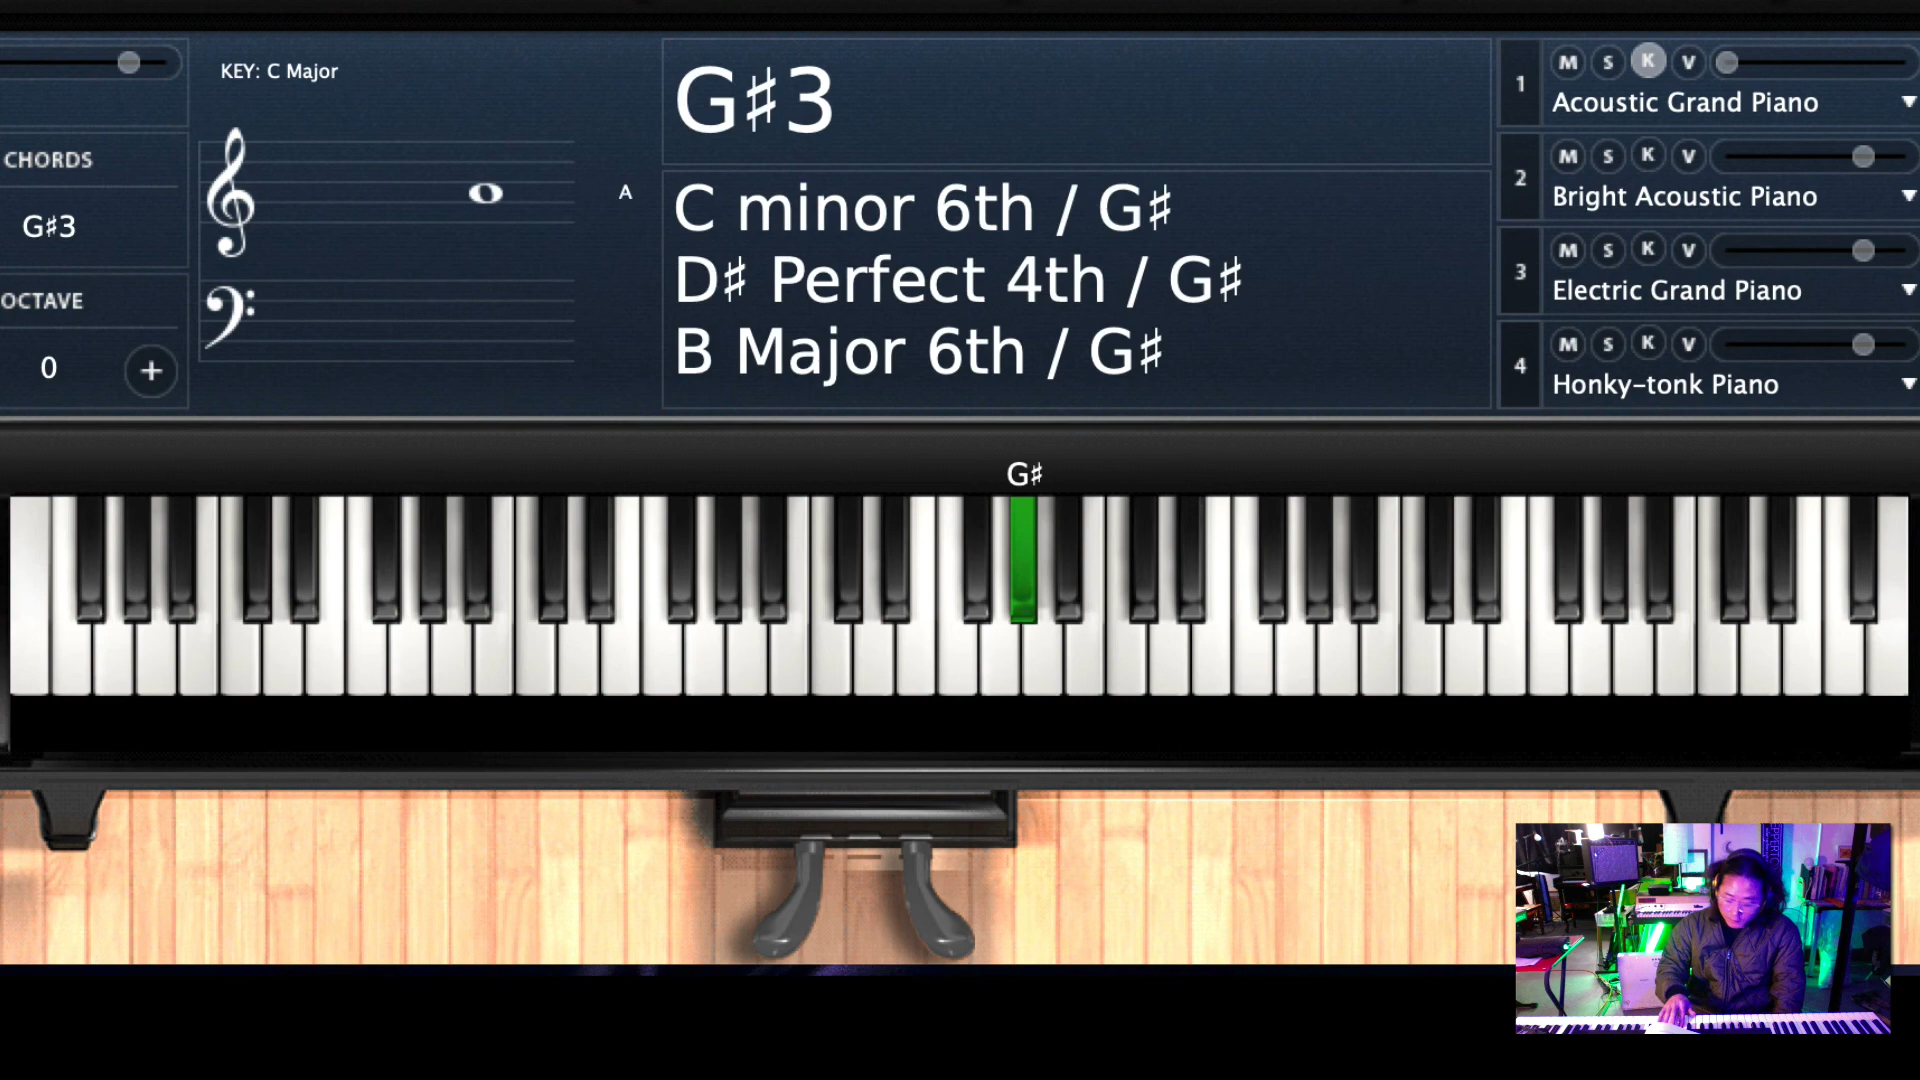 KEY: C Major
CHORDS
G♯3
OCTAVE
0
+
A
G♯3
C minor 6th / G♯
D♯ Perfect 4th / G♯
B Major 6th / G♯
1
M S K V
Acoustic Grand Piano
2
M S K V
Bright Acoustic Piano
3
M S K V
Electric Grand Piano
4
M S K V
Honky-tonk Piano
G♯